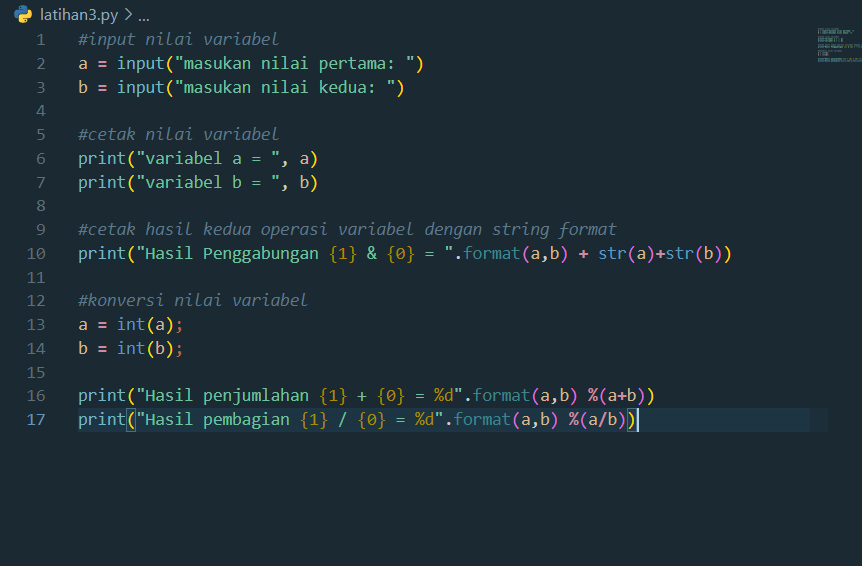 latihan3.py > ...
1 #input nilai variabel
2 a = input("masukan nilai pertama: ")
3 b = input("masukan nilai kedua: ")
4
5 #cetak nilai variabel
6 print("variabel a = ", a)
7 print("variabel b = ", b)
8
9 #cetak hasil kedua operasi variabel dengan string format
10 print("Hasil Penggabungan {1} & {0} = ".format(a,b) + str(a)+str(b))
11
12 #konversi nilai variabel
13 a = int(a);
14 b = int(b);
15
16 print("Hasil penjumlahan {1} + {0} = %d".format(a,b) %(a+b))
17 print("Hasil pembagian {1} / {0} = %d".format(a,b) %(a/b))